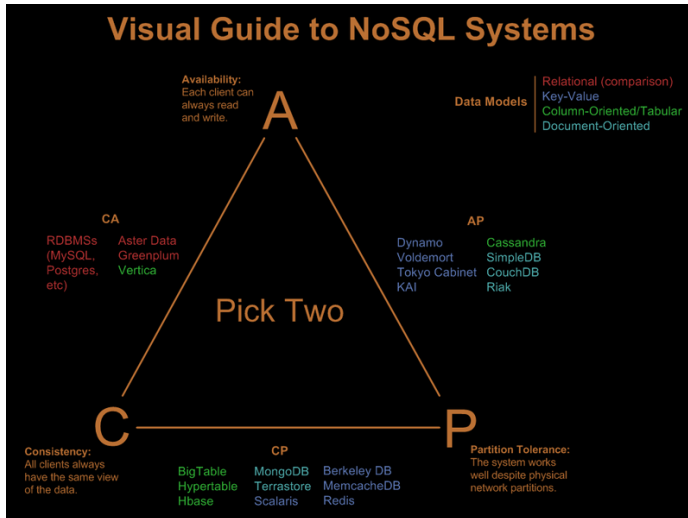 Visual Guide to NoSQL Systems
Availability:
Each client can
always read
and write.
A
Data Models
Relational (comparison)
Key-Value
Column-Oriented/Tabular
Document-Oriented
CA
RDBMSs
(MySQL,
Postgres,
etc)
Aster Data
Greenplum
Vertica
AP
Dynamo
Voldemort
Tokyo Cabinet
KAI
Cassandra
SimpleDB
CouchDB
Riak
Pick Two
C
P
Consistency:
All clients always
have the same view
of the data.
CP
BigTable
Hypertable
Hbase
MongoDB
Terrastore
Scalaris
Berkeley DB
MemcacheDB
Redis
Partition Tolerance:
The system works
well despite physical
network partitions.